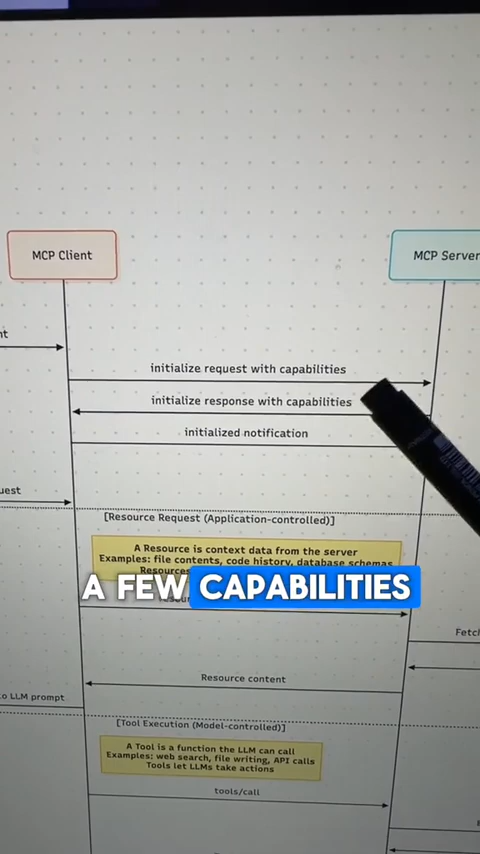 MCP Client
MCP Server
nt
initialize request with capabilities
initialize response with capabilities
initialized notification
uest
[Resource Request (Application-controlled)]
A Resource is context data from the server
Examples: file contents, code history, database schemas
Resources
A FEW CAPABILITIES
Fetch
Resource content
to LLM prompt
[Tool Execution (Model-controlled)]
A Tool is a function the LLM can call
Examples: web search, file writing, API calls
Tools let LLMs take actions
tools/call